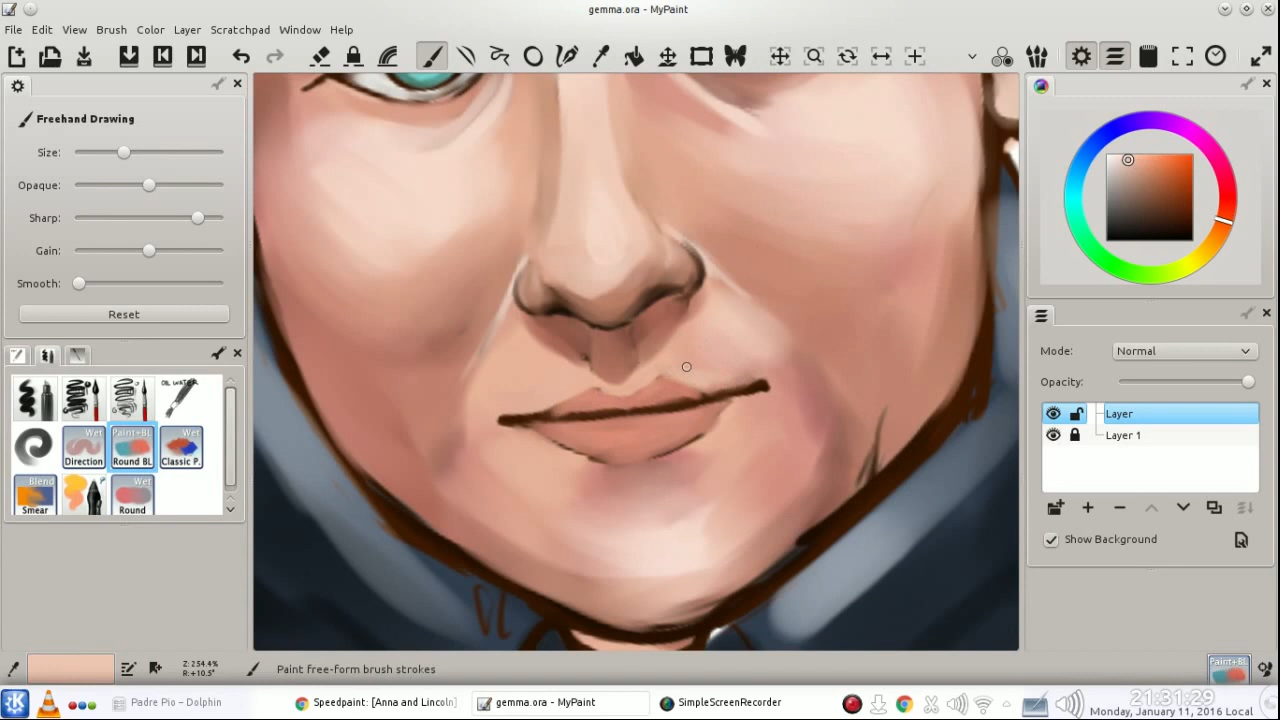 gemma.ora - MyPaint
File Edit View Brush Color Layer Scratchpad Window Help
Freehand Drawing
Size:
Opaque:
Sharp:
Gain:
Smooth:
Reset
OIL WATER
Wet
Direction
Paint+BL
Round BL
Wet
Classic P.
Blend
Smear
Wet
Round
Mode: Normal
Opacity:
Layer
Layer 1
Show Background
Z: 254.4%
R: +10.5°
Paint free-form brush strokes
Paint+BL
Padre Pio – Dolphin
Speedpaint: [Anna and Lincoln]
gemma.ora - MyPaint
SimpleScreenRecorder
21:31:29
Monday, January 11, 2016 Local